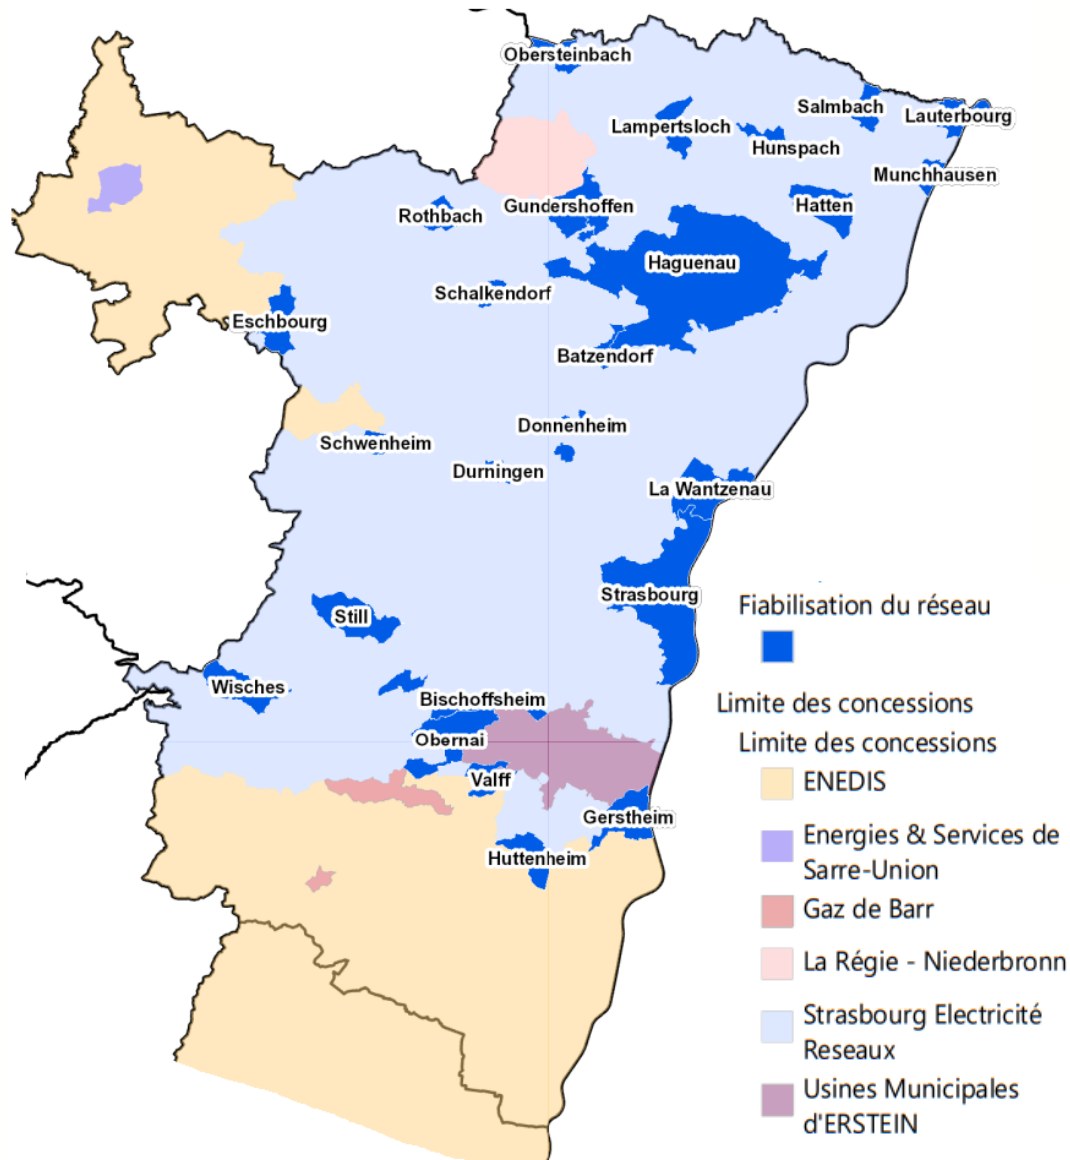 Obersteinbach
Salmbach
Lauterbourg
Lampertsloch
Hunspach
Munchhausen
Rothbach
Gundershoffen
Hatten
Haguenau
Schalkendorf
Eschbourg
Batzendorf
Donnenheim
Schwenheim
Durningen
La Wantzenau
Strasbourg
Still
Wisches
Bischoffsheim
Obernai
Valff
Gerstheim
Huttenheim
Fiabilisation du réseau
Limite des concessions
Limite des concessions
ENEDIS
Energies & Services de
Sarre-Union
Gaz de Barr
La Régie - Niederbronn
Strasbourg Electricité
Reseaux
Usines Municipales
d'ERSTEIN